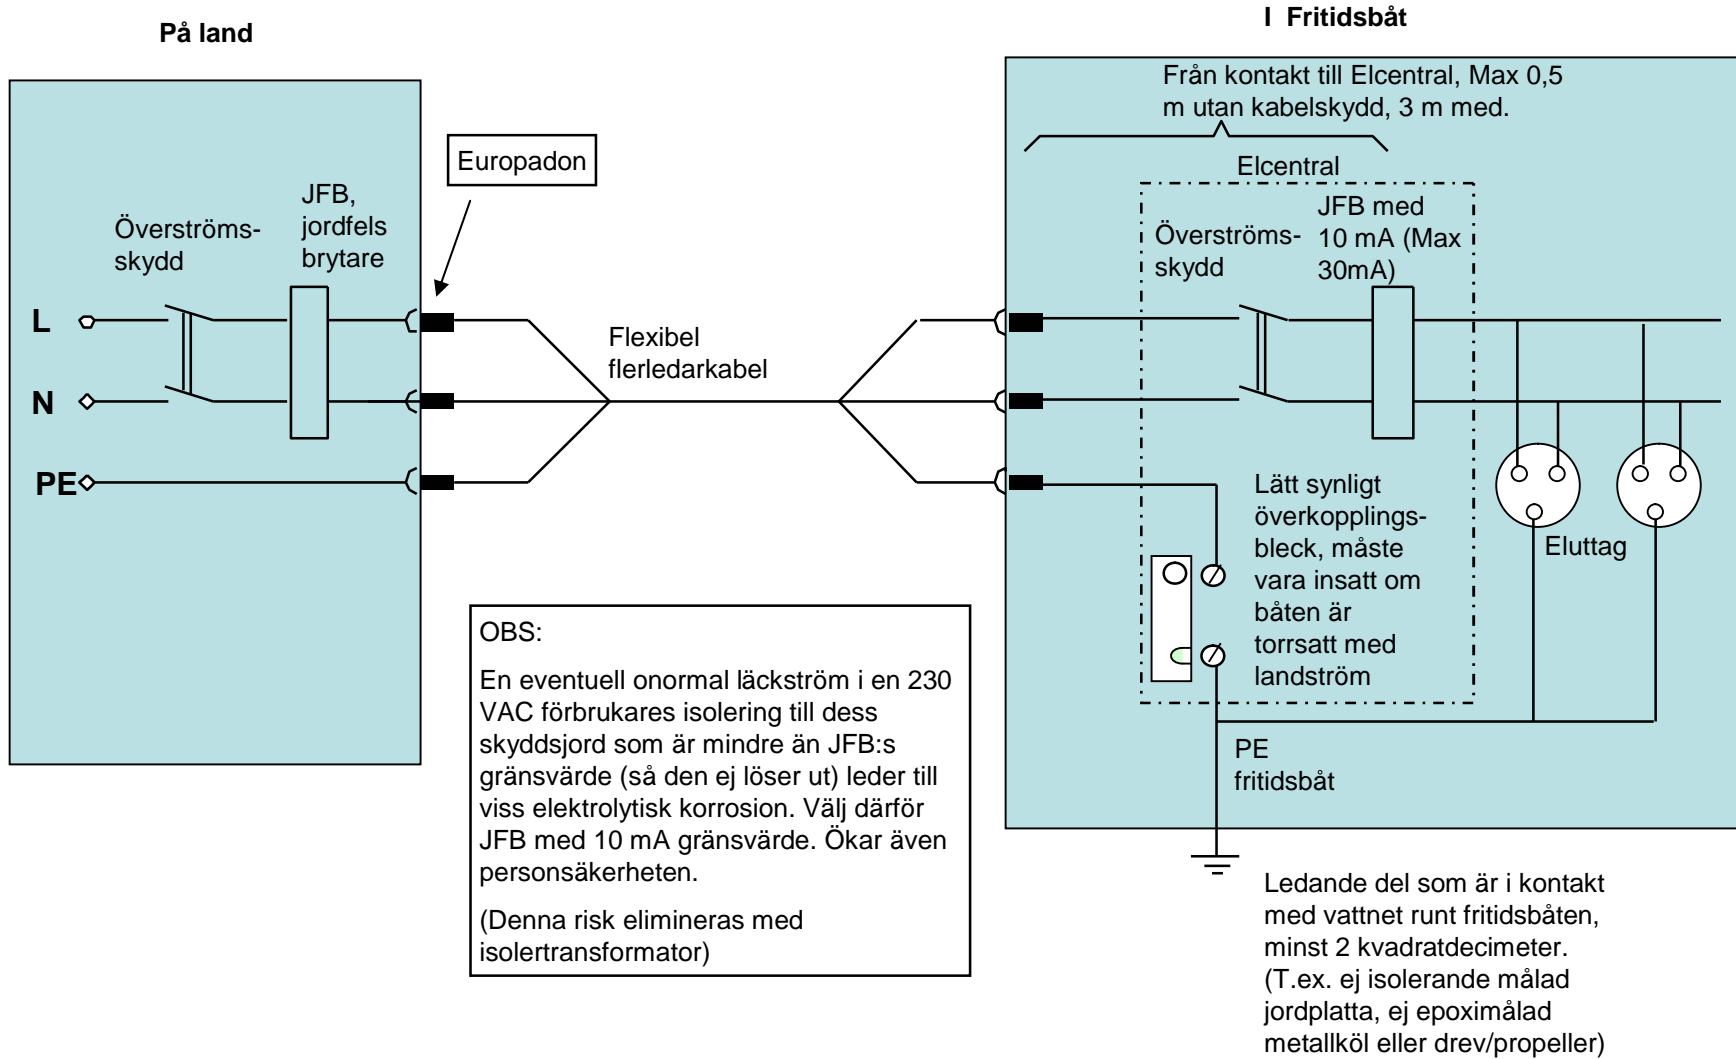 På land
I Fritidsbåt
Från kontakt till Elcentral, Max 0,5
m utan kabelskydd, 3 m med.
Europadon
Elcentral
JFB,
jordfels
brytare
Överströms-
skydd
JFB med
10 mA (Max
30mA)
Överströms-
skydd
L
N
PE
Flexibel
flerledarkabel
Lätt synligt
överkopplings-
bleck, måste
vara insatt om
båten är
torrsatt med
landström
Eluttag
OBS:
En eventuell onormal läckström i en 230
VAC förbrukares isolering till dess
skyddsjord som är mindre än JFB:s
gränsvärde (så den ej löser ut) leder till
viss elektrolytisk korrosion. Välj därför
JFB med 10 mA gränsvärde. Ökar även
personsäkerheten.
(Denna risk elimineras med
isolertransformator)
PE
fritidsbåt
Ledande del som är i kontakt
med vattnet runt fritidsbåten,
minst 2 kvadratdecimeter.
(T.ex. ej isolerande målad
jordplatta, ej epoximålad
metallköl eller drev/propeller)